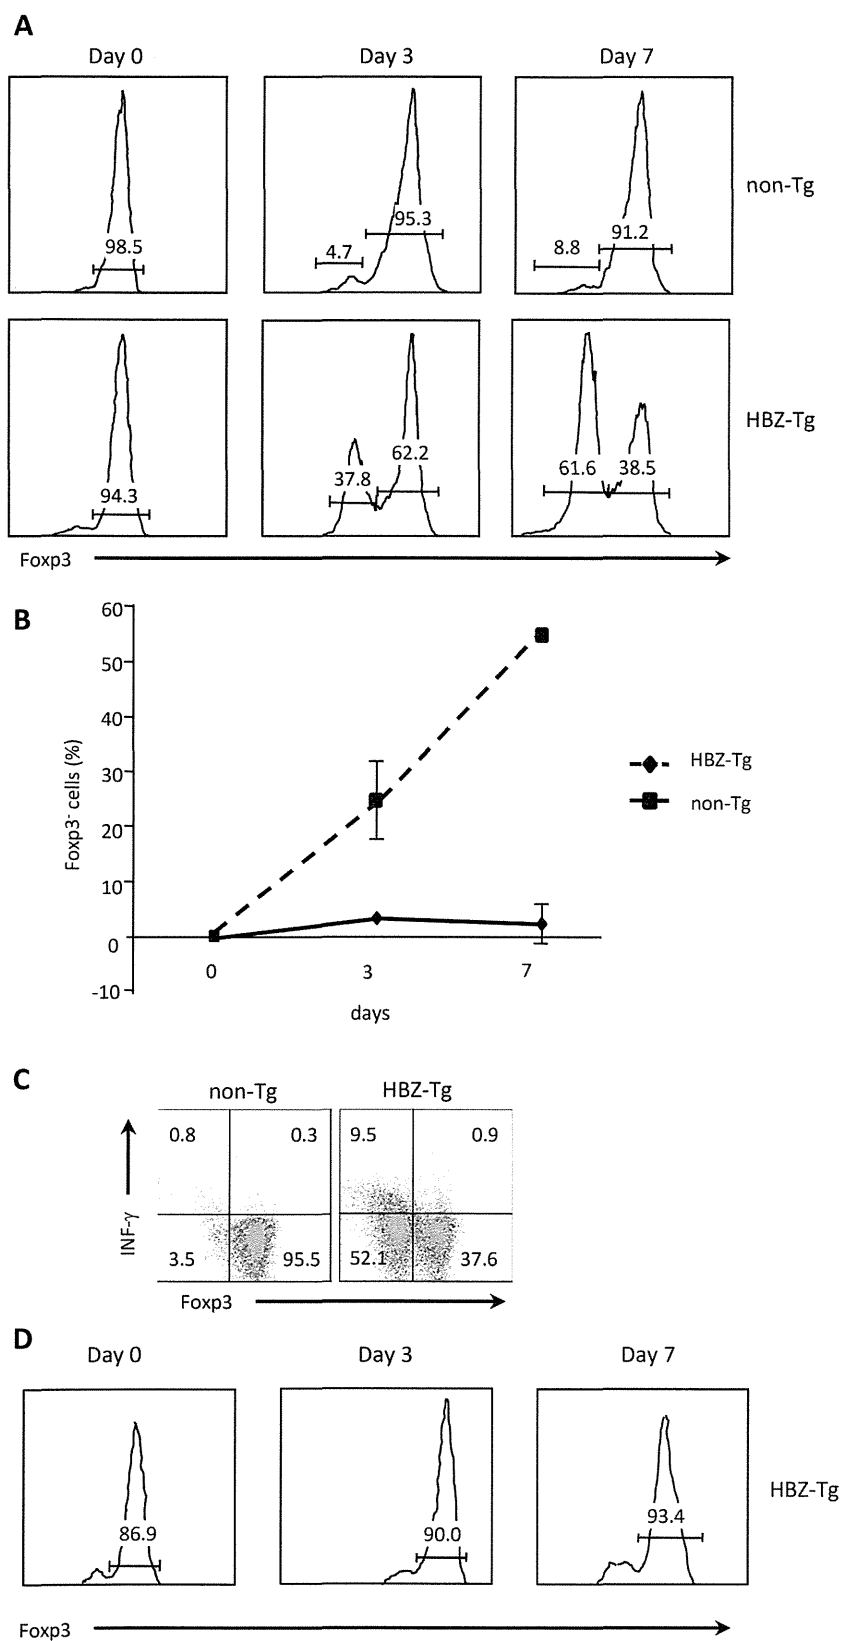 A
Day 0 Day 3 Day 7
98.5 4.7 95.3 8.8 91.2 non-Tg
94.3 37.8 62.2 61.6 38.5 HBZ-Tg
Foxp3
B
60
50
40
30
20
10
0
-10
Foxp3- cells (%)
0 3 7
days
HBZ-Tg
non-Tg
C
non-Tg HBZ-Tg
0.8 0.3 9.5 0.9
3.5 95.5 52.1 37.6
INF-γ
Foxp3
D
Day 0 Day 3 Day 7
86.9 90.0 93.4 HBZ-Tg
Foxp3